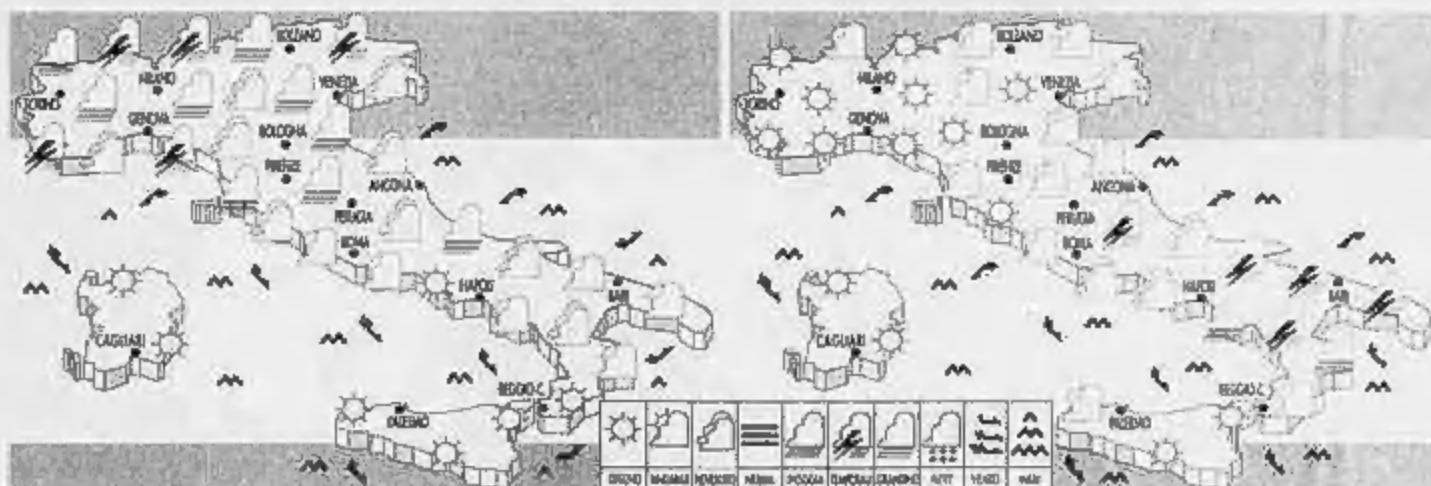 BOLZANO
MILANO
VENEZIA
TORINO
GENOVA
BOLOGNA
FIRENZE
ANCONA
PERUGIA
ROMA
NAPOLI
BARI
CAGLIARI
REGGIO C.
PALERMO
BOLZANO
MILANO
VENEZIA
TORINO
GENOVA
BOLOGNA
FIRENZE
ANCONA
PERUGIA
ROMA
NAPOLI
BARI
CAGLIARI
REGGIO C.
PALERMO
SERENO VARIABILE NUVOLOSO NEBBIA PIOGGIA TEMPORALE NEVE VENTO MARE